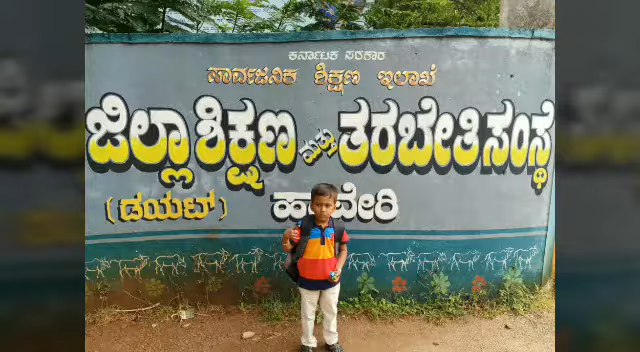 ಕರ್ನಾಟಕ ಸರಕಾರ
ಸಾರ್ವಜನಿಕ ಶಿಕ್ಷಣ ಇಲಾಖೆ
ಜಿಲ್ಲಾ ಶಿಕ್ಷಣ ಮತ್ತು ತರಬೇತಿ ಸಂಸ್ಥೆ
(ಡಯಟ್) ಹಾವೇರಿ